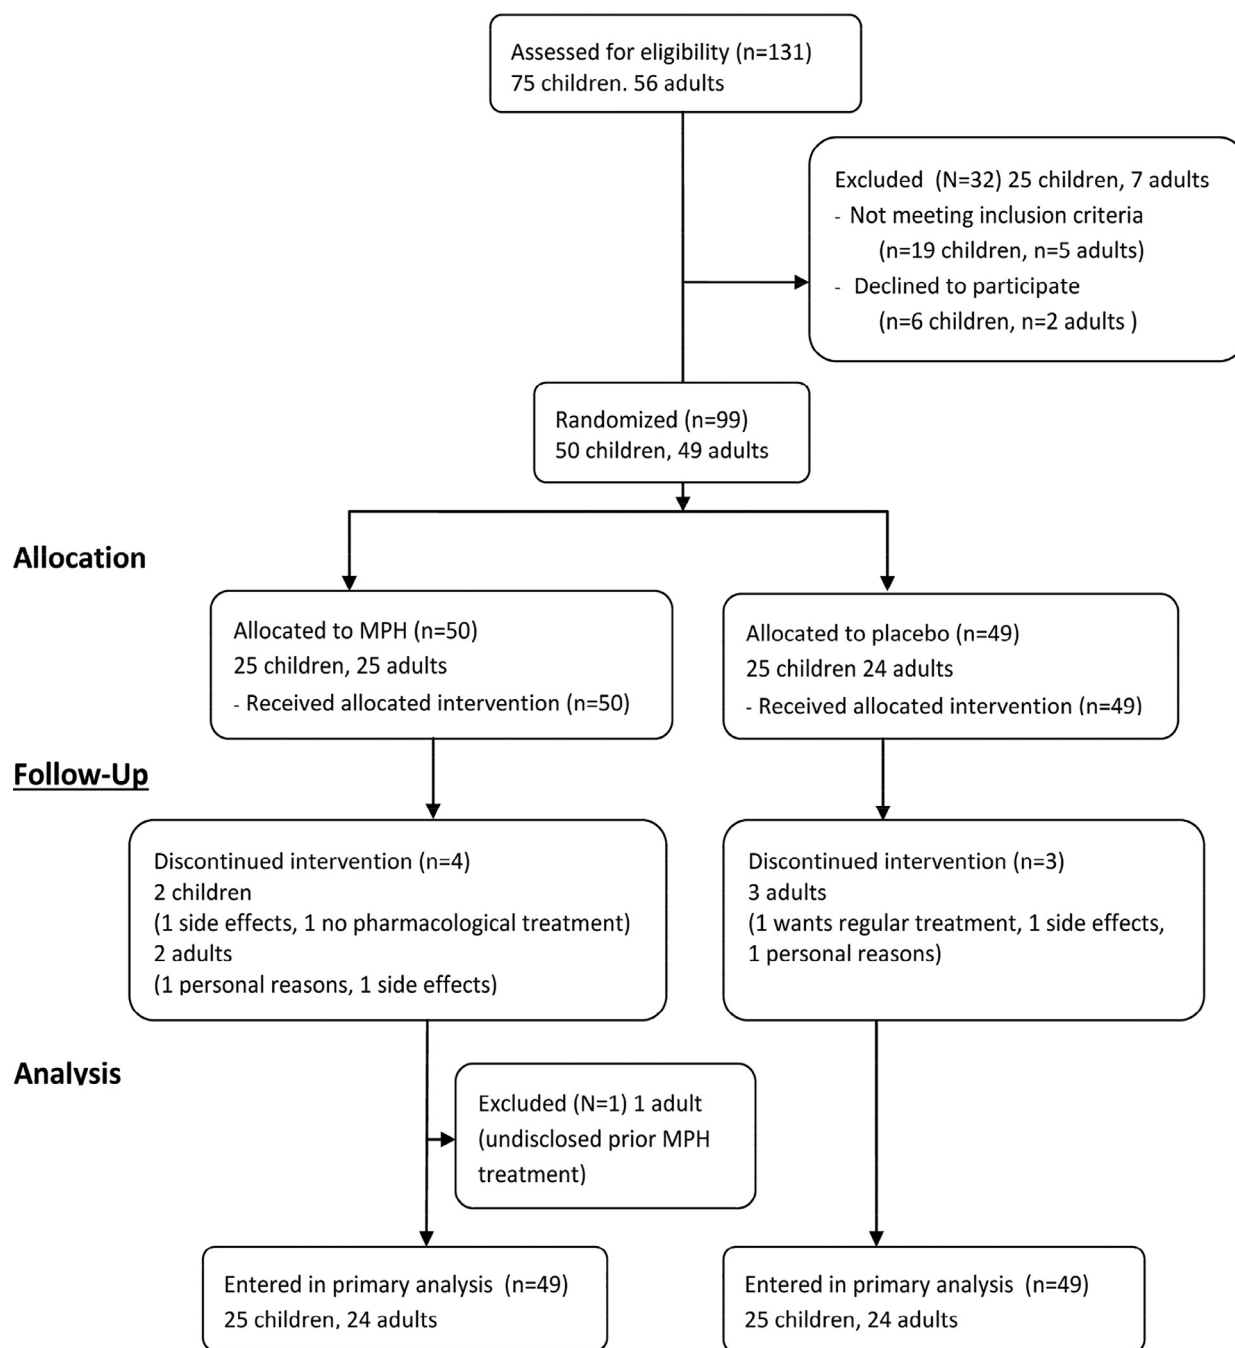 Assessed for eligibility (n=131)
75 children. 56 adults
Excluded (N=32) 25 children, 7 adults
- Not meeting inclusion criteria
(n=19 children, n=5 adults)
- Declined to participate
(n=6 children, n=2 adults )
Randomized (n=99)
50 children, 49 adults
Allocation
Allocated to MPH (n=50)
25 children, 25 adults
- Received allocated intervention (n=50)
Allocated to placebo (n=49)
25 children 24 adults
- Received allocated intervention (n=49)
Follow-Up
Discontinued intervention (n=4)
2 children
(1 side effects, 1 no pharmacological treatment)
2 adults
(1 personal reasons, 1 side effects)
Discontinued intervention (n=3)
3 adults
(1 wants regular treatment, 1 side effects,
1 personal reasons)
Analysis
Excluded (N=1) 1 adult
(undisclosed prior MPH
treatment)
Entered in primary analysis (n=49)
25 children, 24 adults
Entered in primary analysis (n=49)
25 children, 24 adults